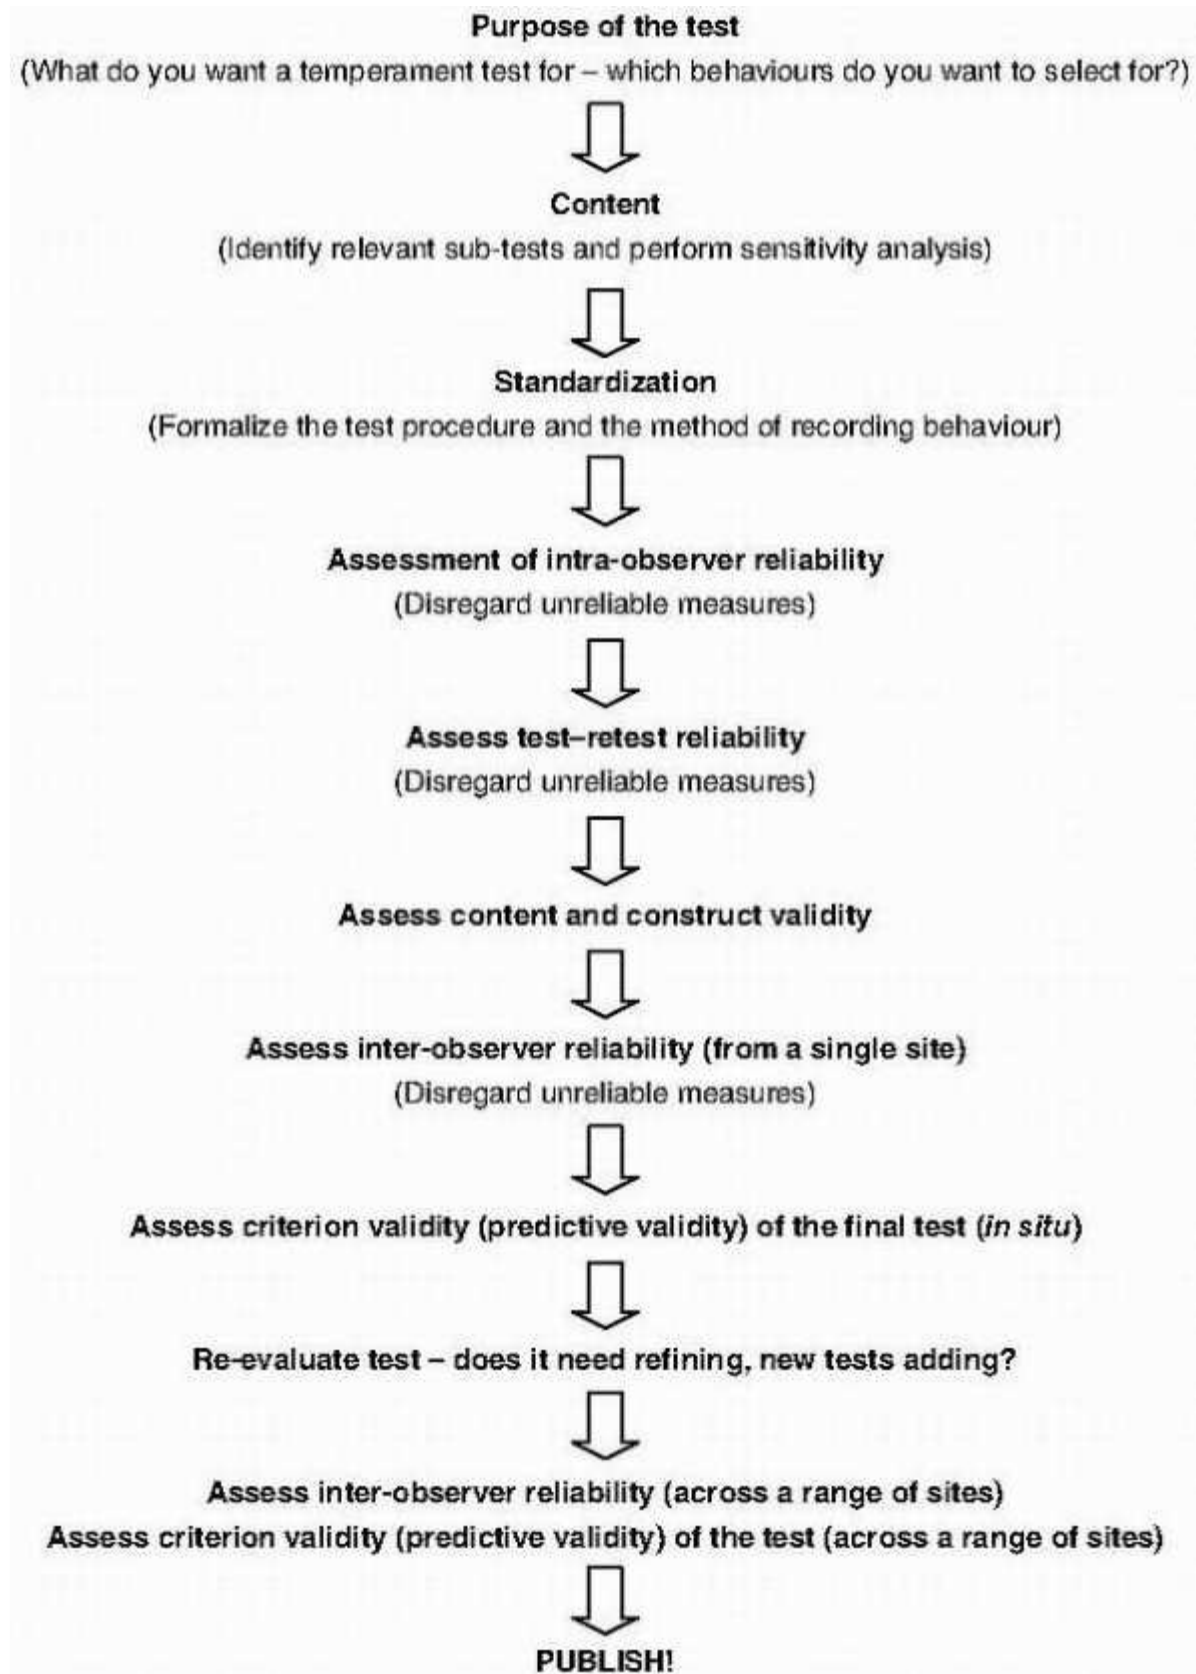 Purpose of the test
(What do you want a temperament test for – which behaviours do you want to select for?)
Content
(Identify relevant sub-tests and perform sensitivity analysis)
Standardization
(Formalize the test procedure and the method of recording behaviour)
Assessment of intra-observer reliability
(Disregard unreliable measures)
Assess test–retest reliability
(Disregard unreliable measures)
Assess content and construct validity
Assess inter-observer reliability (from a single site)
(Disregard unreliable measures)
Assess criterion validity (predictive validity) of the final test (in situ)
Re-evaluate test – does it need refining, new tests adding?
Assess inter-observer reliability (across a range of sites)
Assess criterion validity (predictive validity) of the test (across a range of sites)
PUBLISH!